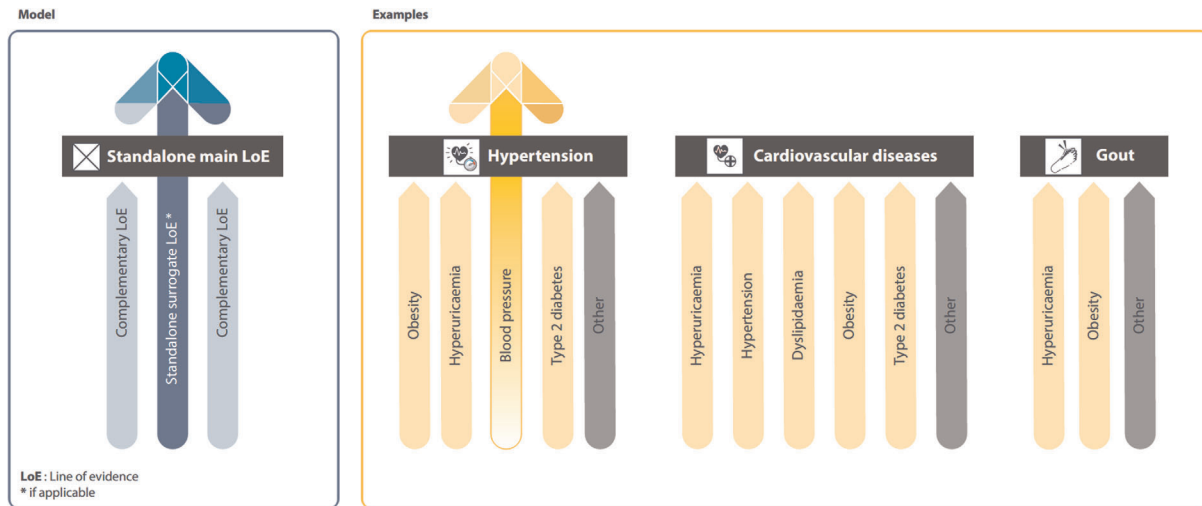 Model
Examples
Standalone main LoE
Complementary LoE
Standalone surrogate LoE *
Complementary LoE
LoE : Line of evidence
* if applicable
Hypertension
Obesity
Hyperuricaemia
Blood pressure
Type 2 diabetes
Other
Cardiovascular diseases
Hyperuricaemia
Hypertension
Dyslipidaemia
Obesity
Type 2 diabetes
Other
Gout
Hyperuricaemia
Obesity
Other